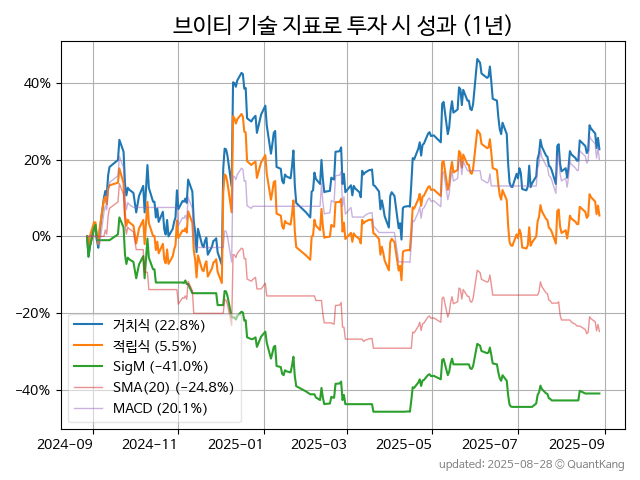 브이티 기술 지표로 투자 시 성과 (1년)
40%
20%
0%
−20%
−40%
거치식 (22.8%)
적립식 (5.5%)
SigM (−41.0%)
SMA(20) (−24.8%)
MACD (20.1%)
2024-09 2024-11 2025-01 2025-03 2025-05 2025-07 2025-09
updated: 2025-08-28 © QuantKang